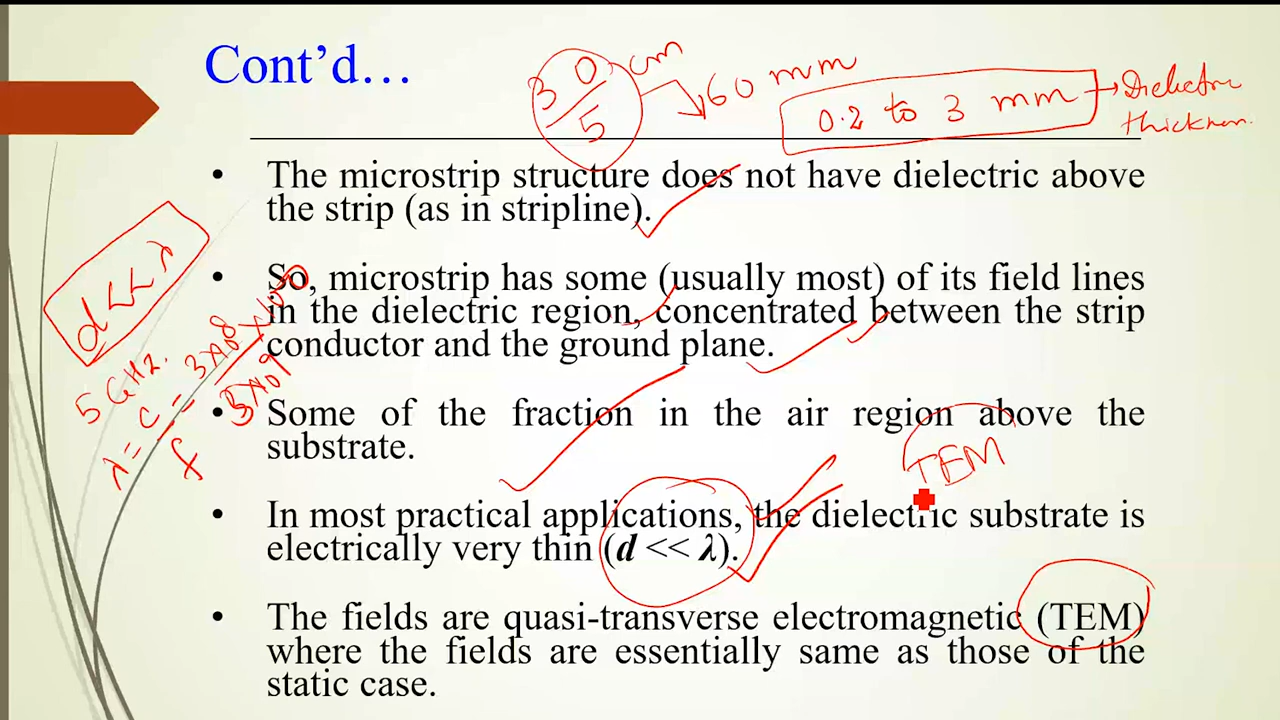 Cont’d…
30 cm
5
60 mm
0.2 to 3 mm → Dielectric
thickness.
• The microstrip structure does not have dielectric above
the strip (as in stripline).
• So, microstrip has some (usually most) of its field lines
in the dielectric region, concentrated between the strip
conductor and the ground plane.
d << λ
5 GHz.
λ = c = 3×108 ×100
f
• Some of the fraction in the air region above the
substrate.
TEM
• In most practical applications, the dielectric substrate is
electrically very thin (d << λ).
• The fields are quasi-transverse electromagnetic (TEM)
where the fields are essentially same as those of the
static case.